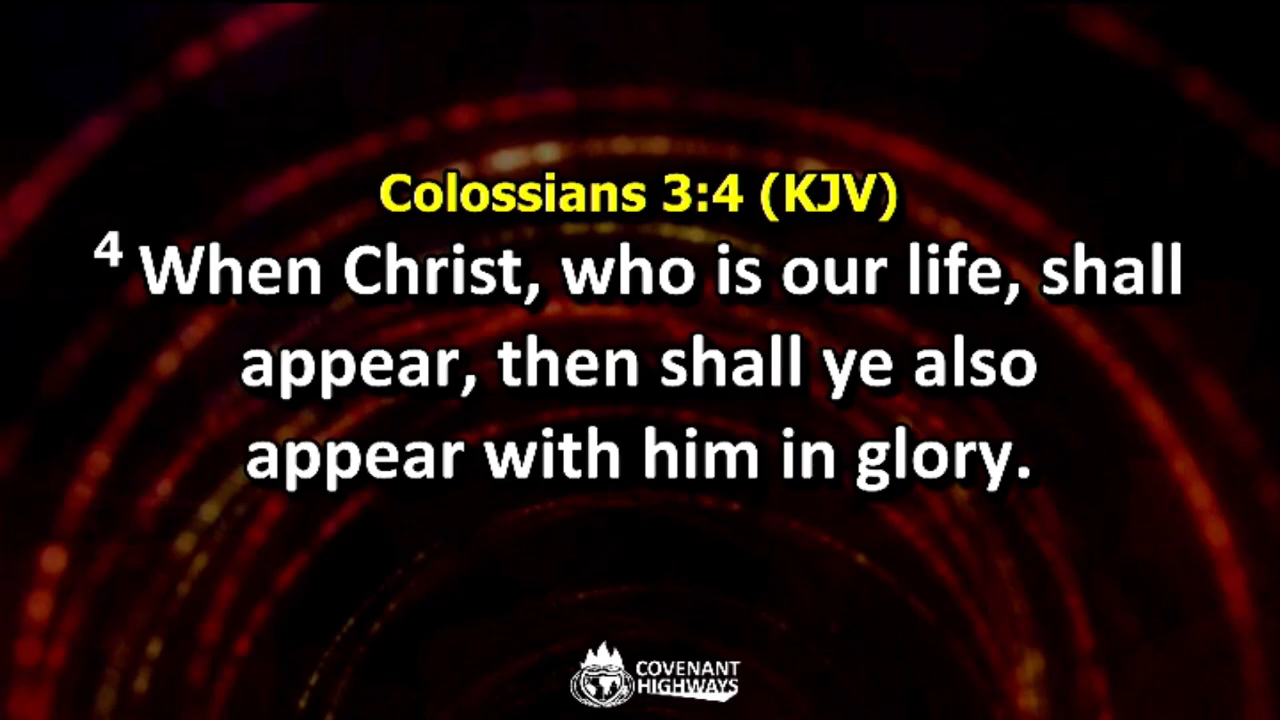 Colossians 3:4 (KJV)
4 When Christ, who is our life, shall
appear, then shall ye also
appear with him in glory.
COVENANT
HIGHWAYS